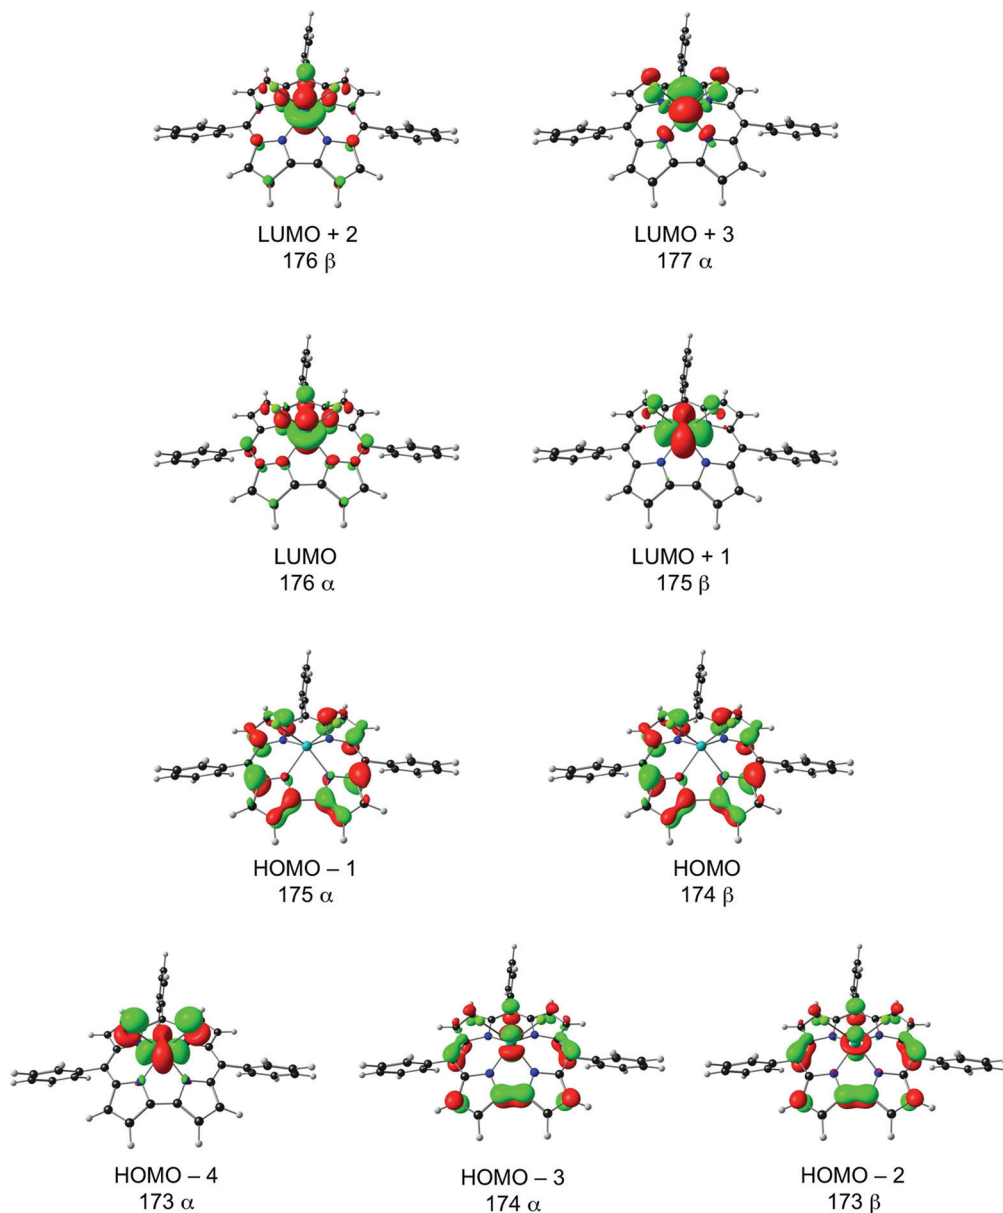 LUMO + 2
176 β
LUMO + 3
177 α
LUMO
176 α
LUMO + 1
175 β
HOMO – 1
175 α
HOMO
174 β
HOMO – 4
173 α
HOMO – 3
174 α
HOMO – 2
173 β